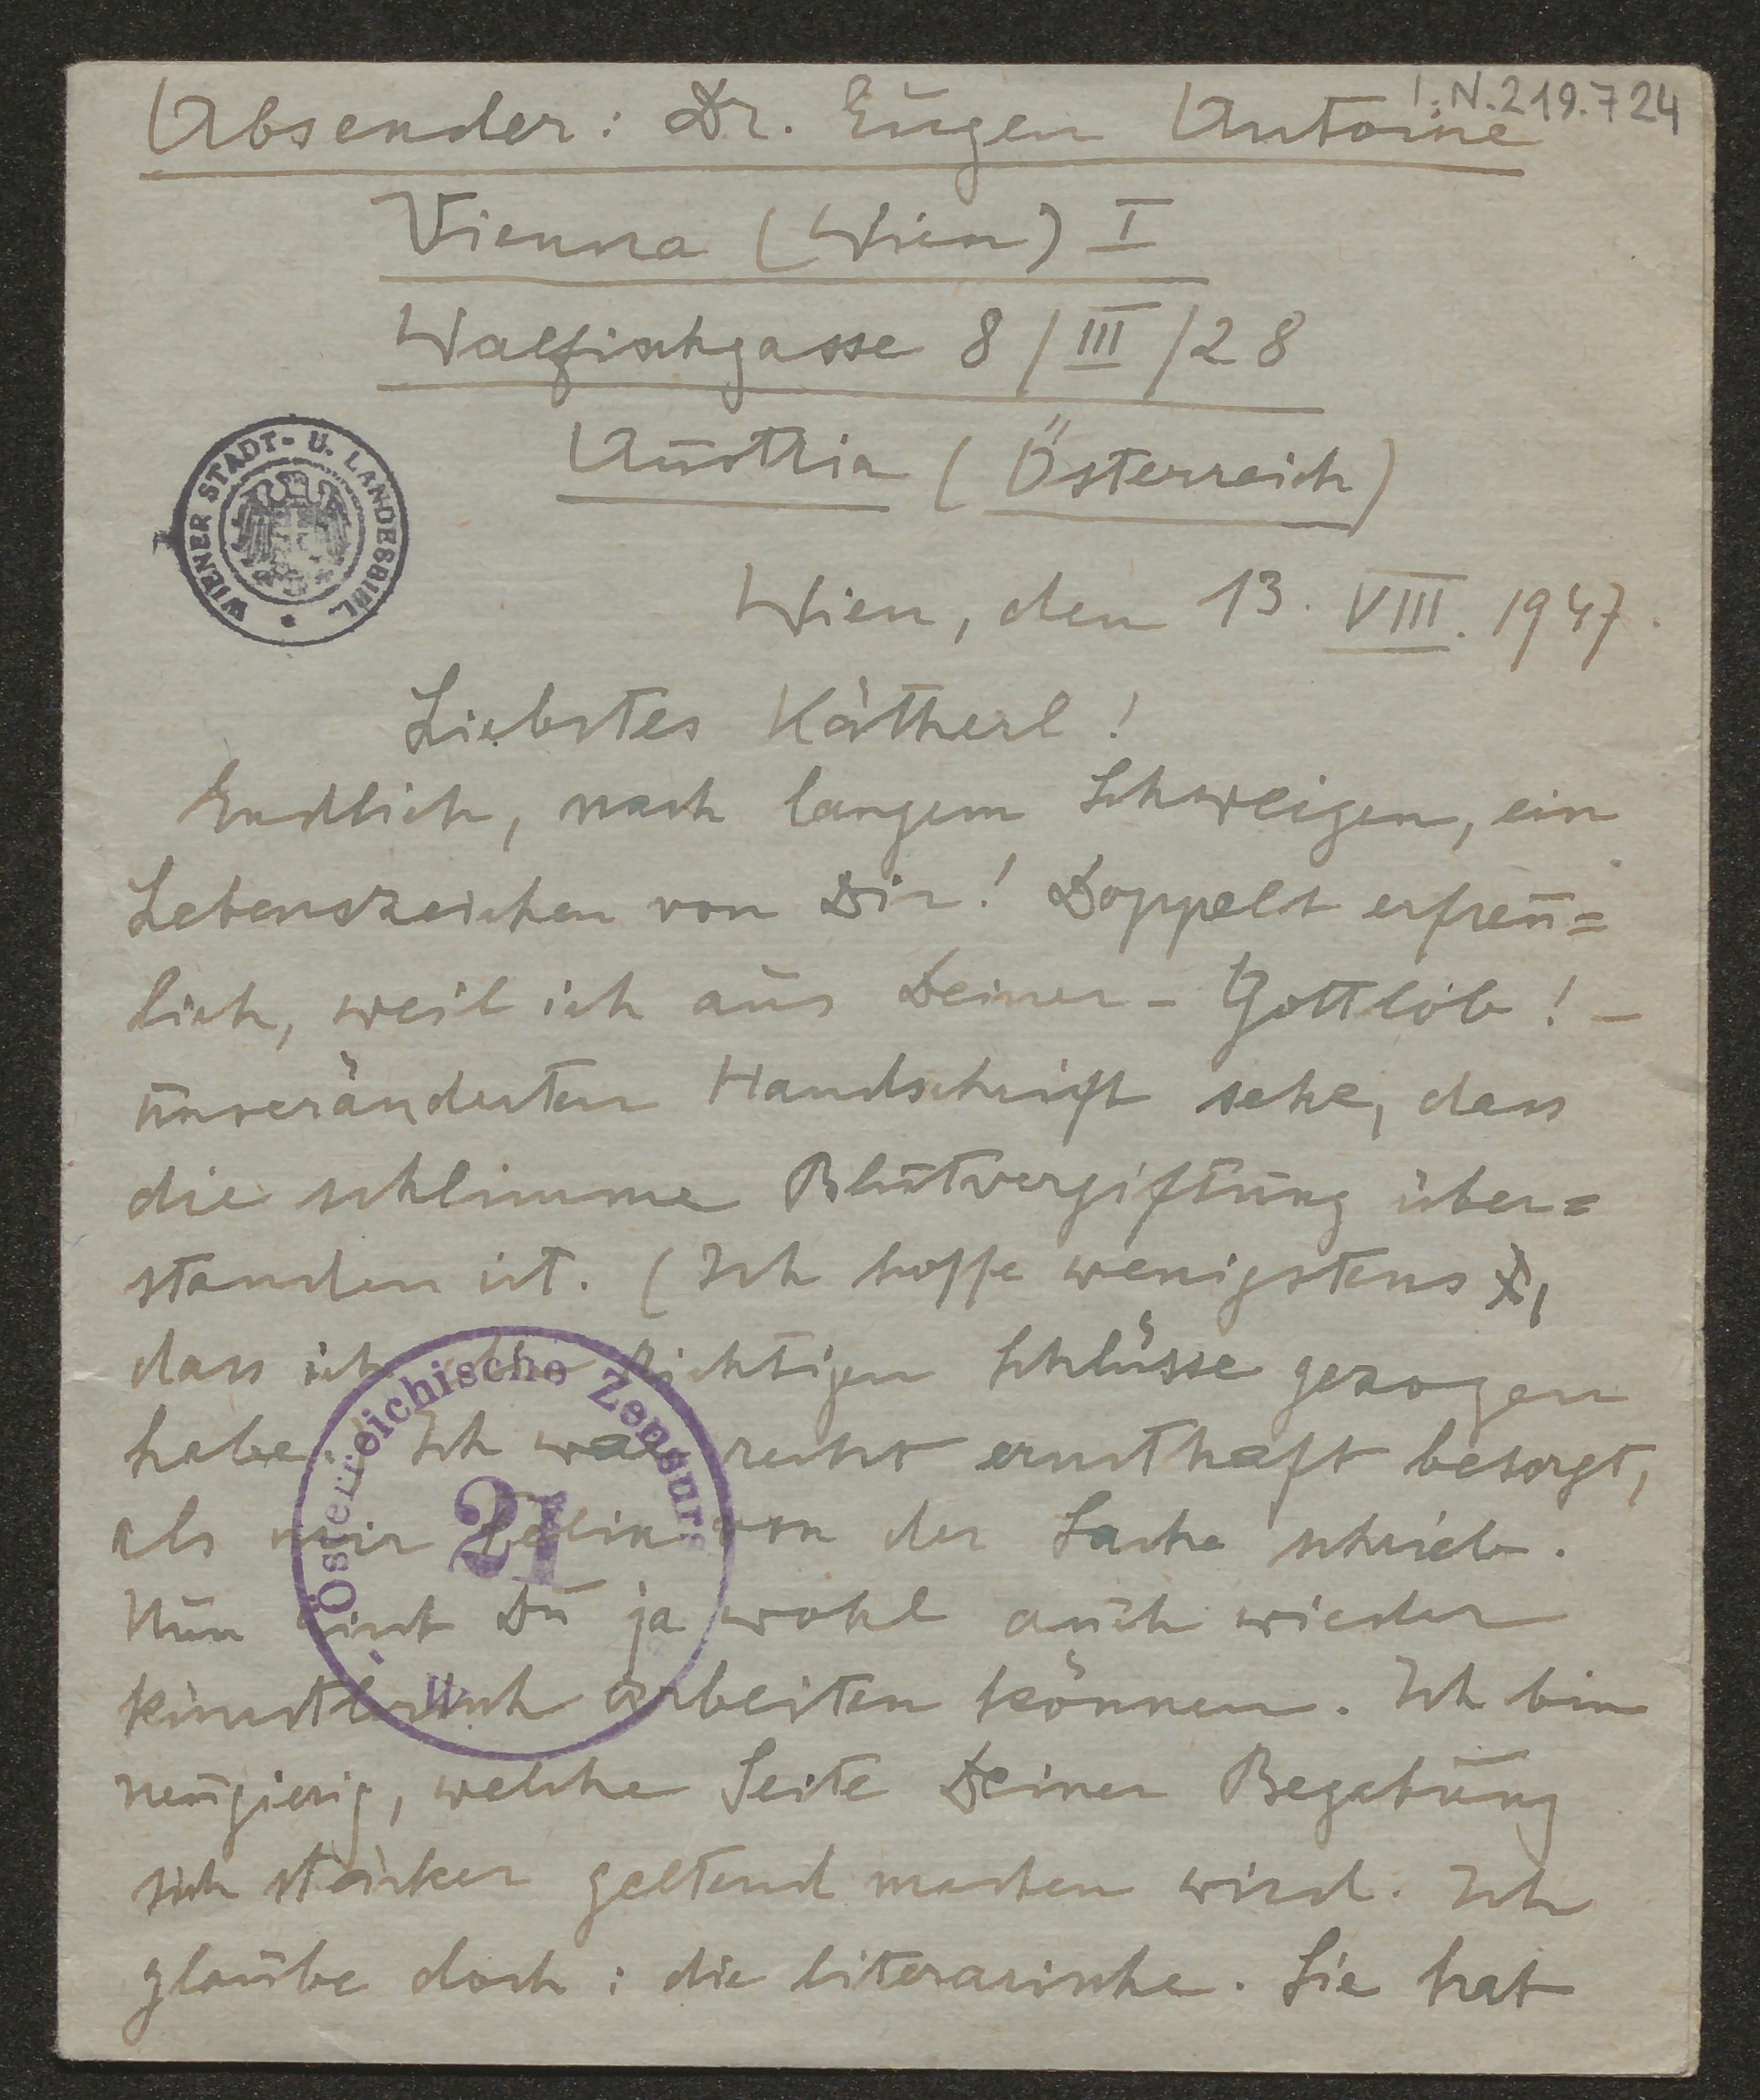 I.N.219.724
Absender: Dr. Eugen Antoine
Vienna (Wien) I
Walfischgasse 8/III/28
Austria (Österreich)
WIENER STADT- U. LANDESBIBL.
Wien, den 13. VIII. 1947.
Liebstes Kätherl!
Endlich, nach langem Schweigen, ein
Lebenszeichen von Dir! Doppelt erfreu=
lich, weil ich aus Deiner - Gottlob! -
unveränderten Handschrift sehe, dass
die schlimme Blutvergiftung über=
standen ist. (Ich hoffe wenigstens,
dass ich die richtigen Schlüsse gezogen
habe. Ich war recht ernsthaft besorgt,
als mir von der Sache schrieb.
Nun wirst Du ja wohl auch wieder
künstlerisch arbeiten können. Ich bin
neugierig, welche Seite Deiner Begabung
sich stärker geltend machen wird. Ich
glaube doch: die literarische. Sie hat
Österreichische Zensurs
21